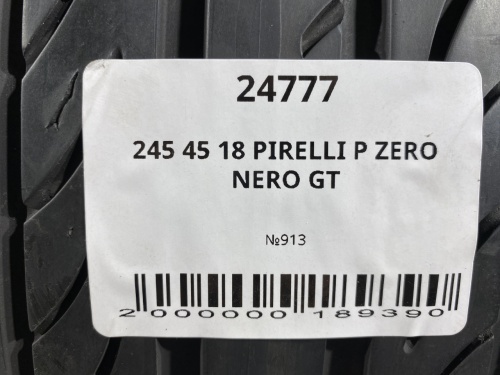 24777
245 45 18 PIRELLI P ZERO
NERO GT
№913
2 000000 189390